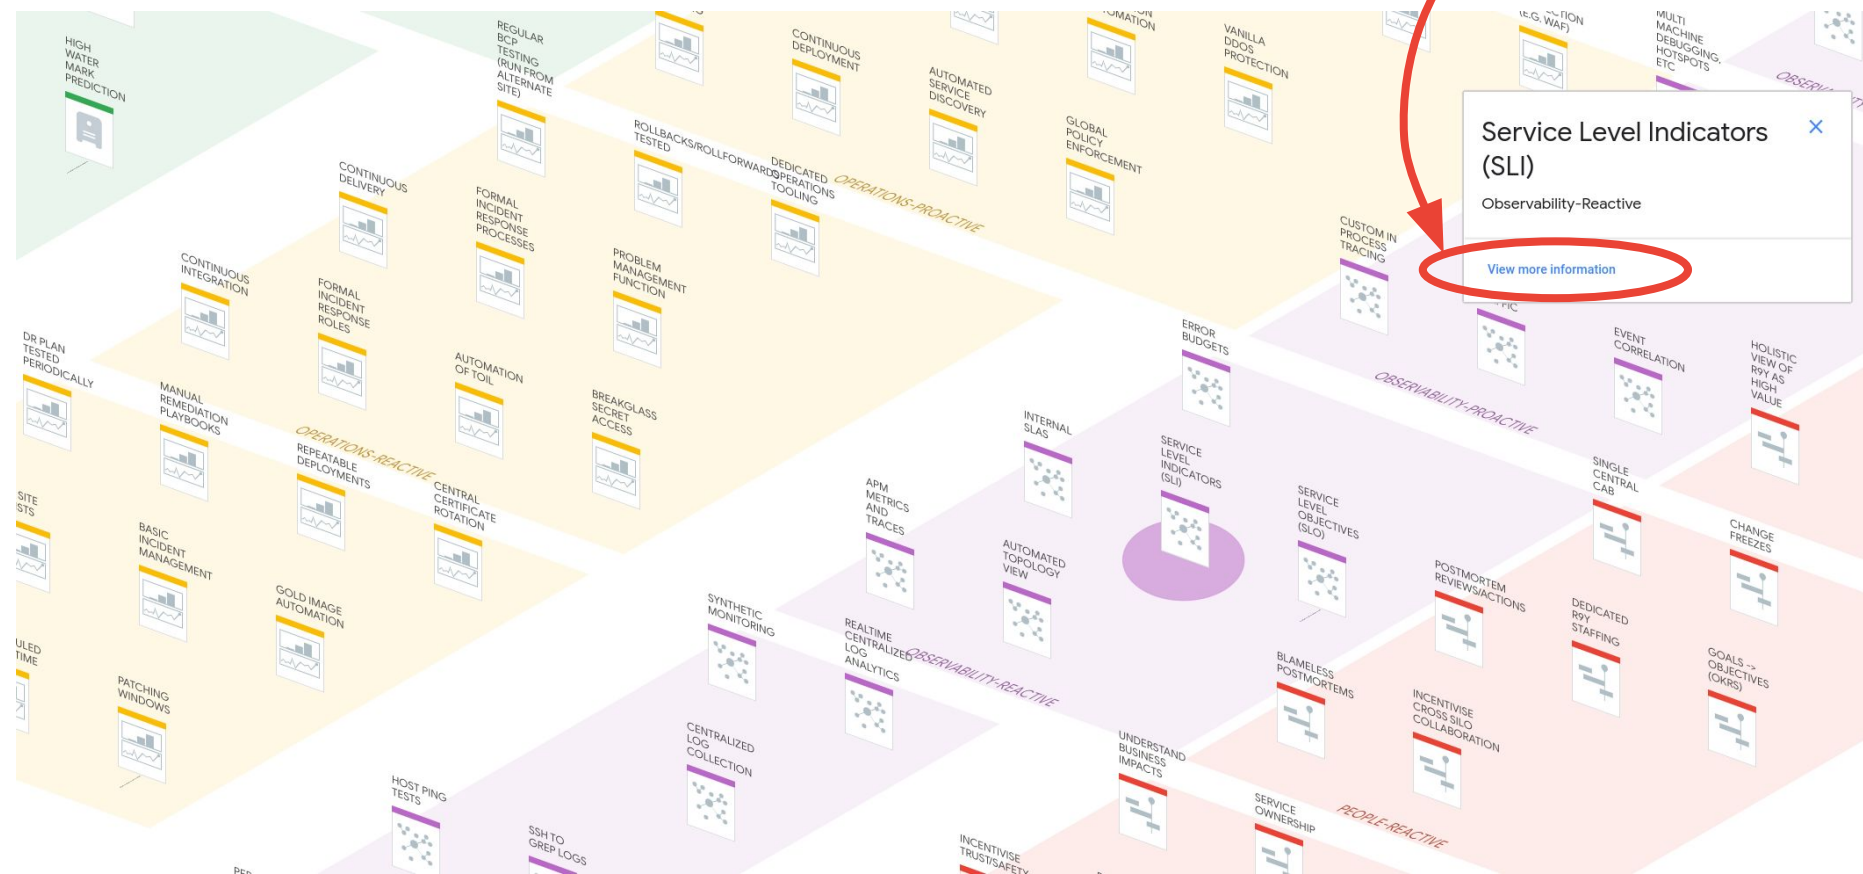 HIGH
WATER
MARK
PREDICTION
REGULAR
BCP
TESTING
(RUN FROM
ALTERNATE
SITE)
CONTINUOUS
DEPLOYMENT
AUTOMATED
SERVICE
DISCOVERY
VANILLA
DDOS
PROTECTION
(E.G, WAF)
MULTI
MACHINE
DEBUGGING,
HOTSPOTS
ETC
Service Level Indicators
(SLI)
Observability-Reactive
View more information
GLOBAL
POLICY
ENFORCEMENT
ROLLBACKS/ROLLFORWARDS
TESTED
DEDICATED
OPERATIONS
TOOLING
OPERATIONS-PROACTIVE
CONTINUOUS
DELIVERY
FORMAL
INCIDENT
RESPONSE
PROCESSES
CUSTOM IN
PROCESS
TRACING
CONTINUOUS
INTEGRATION
FORMAL
INCIDENT
RESPONSE
ROLES
PROBLEM
MANAGEMENT
FUNCTION
ERROR
BUDGETS
EVENT
CORRELATION
HOLISTIC
VIEW OF
R9Y AS
HIGH
VALUE
DR PLAN
TESTED
PERIODICALLY
AUTOMATION
OF TOIL
OBSERVABILITY-PROACTIVE
MANUAL
REMEDIATION
PLAYBOOKS
BREAKGLASS
SECRET
ACCESS
OPERATIONS-REACTIVE
INTERNAL
SLAS
SERVICE
LEVEL
INDICATORS
(SLI)
REPEATABLE
DEPLOYMENTS
SINGLE
CENTRAL
CAB
CENTRAL
CERTIFICATE
ROTATION
APM
METRICS
AND
TRACES
SERVICE
LEVEL
OBJECTIVES
(SLO)
SITE
BASIC
INCIDENT
MANAGEMENT
AUTOMATED
TOPOLOGY
VIEW
CHANGE
FREEZES
GOLD IMAGE
AUTOMATION
SYNTHETIC
MONITORING
POSTMORTEM
REVIEWS/ACTIONS
DEDICATED
R9Y
STAFFING
REALTIME
CENTRALIZED
LOG
ANALYTICS
OBSERVABILITY-REACTIVE
BLAMELESS
POSTMORTEMS
GOALS ->
OBJECTIVES
(OKRS)
PATCHING
WINDOWS
INCENTIVISE
CROSS SILO
COLLABORATION
CENTRALIZED
LOG
COLLECTION
UNDERSTAND
BUSINESS
IMPACTS
HOST PING
TESTS
SERVICE
OWNERSHIP
PEOPLE-REACTIVE
SSH TO
GREP LOGS
INCENTIVISE
TRUST/SAFETY